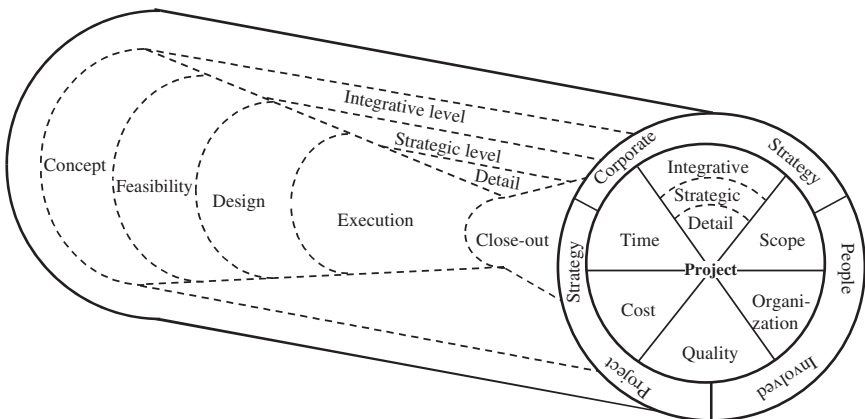 Concept
Feasibility
Design
Execution
Close-out
Integrative level
Strategic level
Detail
Corporate
Strategy
People
Involved
Project
Strategy
Integrative
Strategic
Detail
Time
Scope
Project
Cost
Organi-
zation
Quality